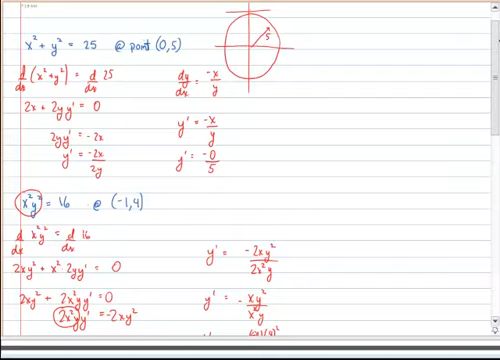 x² + y² = 25 @ point (0,5)
5
d/dx (x² + y²) = d/dx 25
dy/dx = -x/y
2x + 2yy' = 0
2yy' = -2x
y' = -x/y
y' = -2x/2y
y' = -0/5
x²y² = 16 @ (-1,4)
d/dx x²y² = d/dx 16
2xy² + x² · 2yy' = 0
y' = -2xy²/2x²y
2xy² + 2x²yy' = 0
y' = - xy²/x²y
2x²yy' = -2xy²